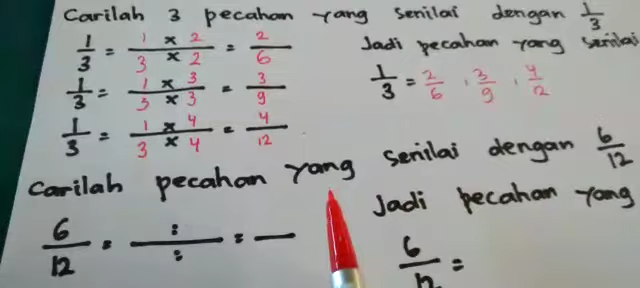 Carilah 3 pecahan yang senilai dengan 1/3
1/3 = 1 x 2 / 3 x 2 = 2/6
1/3 = 1 x 3 / 3 x 3 = 3/9
1/3 = 1 x 4 / 3 x 4 = 4/12
Jadi pecahan yang senilai
1/3 = 2/6 , 3/9 , 4/12
Carilah pecahan yang senilai dengan 6/12
6/12 = : / : = —
Jadi pecahan yang
6/12 =